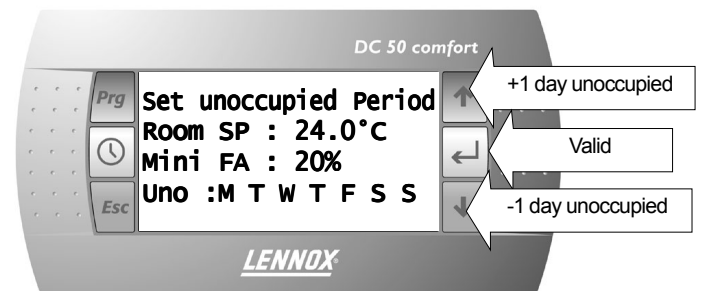 DC 50 comfort
+1 day unoccupied
Prg
Set unoccupied Period
Room SP : 24.0°C
Mini FA : 20%
Valid
Uno :M T W T F S S
Esc
-1 day unoccupied
LENNOX